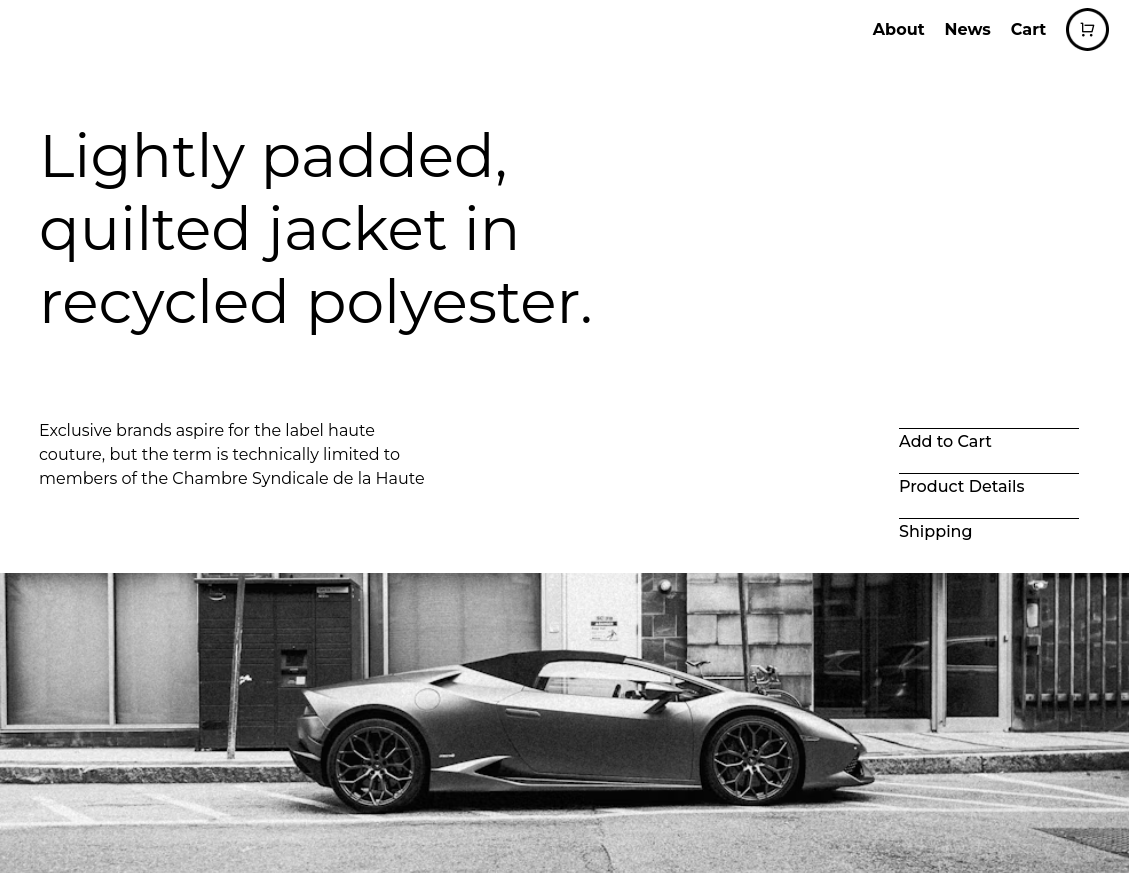 About News Cart
Lightly padded,
quilted jacket in
recycled polyester.
Exclusive brands aspire for the label haute
couture, but the term is technically limited to
members of the Chambre Syndicale de la Haute
Add to Cart
Product Details
Shipping